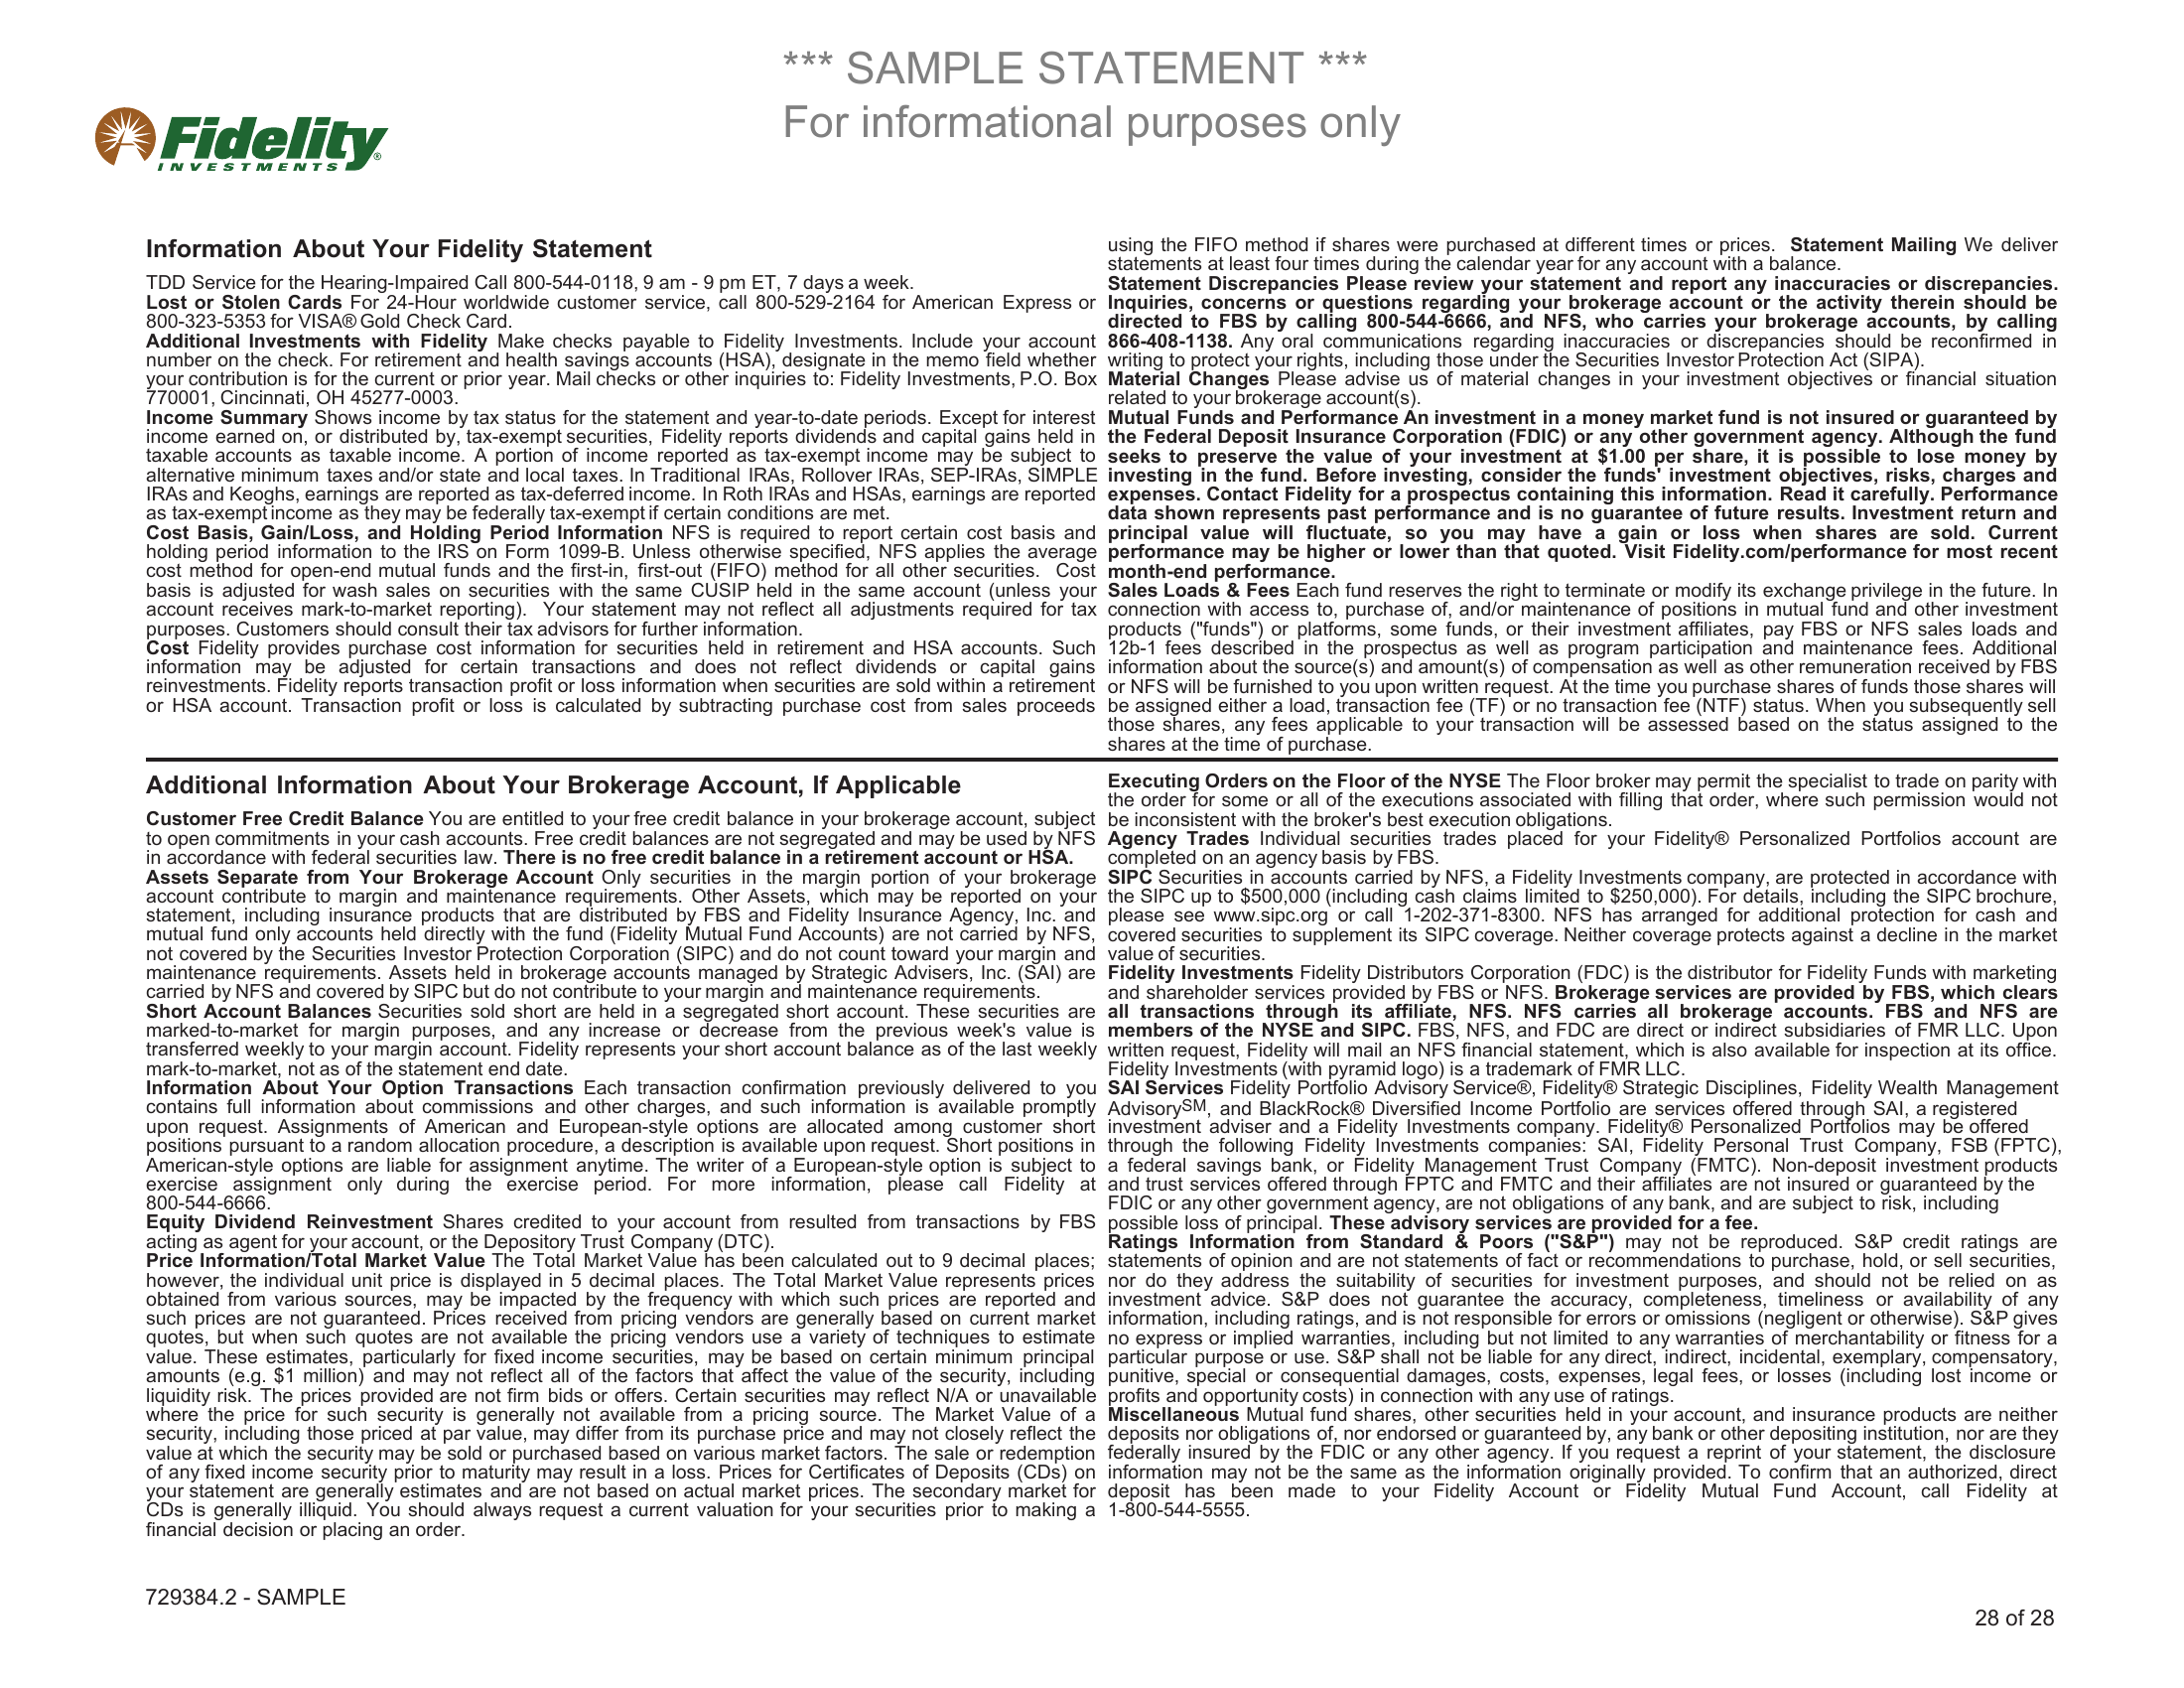 *** SAMPLE STATEMENT ***
For informational purposes only
Fidelity®
INVESTMENTS
Information About Your Fidelity Statement
TDD Service for the Hearing-Impaired Call 800-544-0118, 9 am - 9 pm ET, 7 days a week.
Lost or Stolen Cards For 24-Hour worldwide customer service, call 800-529-2164 for American Express or
800-323-5353 for VISA® Gold Check Card.
Additional Investments with Fidelity Make checks payable to Fidelity Investments. Include your account
number on the check. For retirement and health savings accounts (HSA), designate in the memo field whether
your contribution is for the current or prior year. Mail checks or other inquiries to: Fidelity Investments, P.O. Box
770001, Cincinnati, OH 45277-0003.
Income Summary Shows income by tax status for the statement and year-to-date periods. Except for interest
income earned on, or distributed by, tax-exempt securities, Fidelity reports dividends and capital gains held in
taxable accounts as taxable income. A portion of income reported as tax-exempt income may be subject to
alternative minimum taxes and/or state and local taxes. In Traditional IRAs, Rollover IRAs, SEP-IRAs, SIMPLE
IRAs and Keoghs, earnings are reported as tax-deferred income. In Roth IRAs and HSAs, earnings are reported
as tax-exempt income as they may be federally tax-exempt if certain conditions are met.
Cost Basis, Gain/Loss, and Holding Period Information NFS is required to report certain cost basis and
holding period information to the IRS on Form 1099-B. Unless otherwise specified, NFS applies the average
cost method for open-end mutual funds and the first-in, first-out (FIFO) method for all other securities. Cost
basis is adjusted for wash sales on securities with the same CUSIP held in the same account (unless your
account receives mark-to-market reporting). Your statement may not reflect all adjustments required for tax
purposes. Customers should consult their tax advisors for further information.
Cost Fidelity provides purchase cost information for securities held in retirement and HSA accounts. Such
information may be adjusted for certain transactions and does not reflect dividends or capital gains
reinvestments. Fidelity reports transaction profit or loss information when securities are sold within a retirement
or HSA account. Transaction profit or loss is calculated by subtracting purchase cost from sales proceeds
using the FIFO method if shares were purchased at different times or prices. Statement Mailing We deliver
statements at least four times during the calendar year for any account with a balance.
Statement Discrepancies Please review your statement and report any inaccuracies or discrepancies.
Inquiries, concerns or questions regarding your brokerage account or the activity therein should be
directed to FBS by calling 800-544-6666, and NFS, who carries your brokerage accounts, by calling
866-408-1138. Any oral communications regarding inaccuracies or discrepancies should be reconfirmed in
writing to protect your rights, including those under the Securities Investor Protection Act (SIPA).
Material Changes Please advise us of material changes in your investment objectives or financial situation
related to your brokerage account(s).
Mutual Funds and Performance An investment in a money market fund is not insured or guaranteed by
the Federal Deposit Insurance Corporation (FDIC) or any other government agency. Although the fund
seeks to preserve the value of your investment at $1.00 per share, it is possible to lose money by
investing in the fund. Before investing, consider the funds' investment objectives, risks, charges and
expenses. Contact Fidelity for a prospectus containing this information. Read it carefully. Performance
data shown represents past performance and is no guarantee of future results. Investment return and
principal value will fluctuate, so you may have a gain or loss when shares are sold. Current
performance may be higher or lower than that quoted. Visit Fidelity.com/performance for most recent
month-end performance.
Sales Loads & Fees Each fund reserves the right to terminate or modify its exchange privilege in the future. In
connection with access to, purchase of, and/or maintenance of positions in mutual fund and other investment
products ("funds") or platforms, some funds, or their investment affiliates, pay FBS or NFS sales loads and
12b-1 fees described in the prospectus as well as program participation and maintenance fees. Additional
information about the source(s) and amount(s) of compensation as well as other remuneration received by FBS
or NFS will be furnished to you upon written request. At the time you purchase shares of funds those shares will
be assigned either a load, transaction fee (TF) or no transaction fee (NTF) status. When you subsequently sell
those shares, any fees applicable to your transaction will be assessed based on the status assigned to the
shares at the time of purchase.
Additional Information About Your Brokerage Account, If Applicable
Customer Free Credit Balance You are entitled to your free credit balance in your brokerage account, subject
to open commitments in your cash accounts. Free credit balances are not segregated and may be used by NFS
in accordance with federal securities law. There is no free credit balance in a retirement account or HSA.
Assets Separate from Your Brokerage Account Only securities in the margin portion of your brokerage
account contribute to margin and maintenance requirements. Other Assets, which may be reported on your
statement, including insurance products that are distributed by FBS and Fidelity Insurance Agency, Inc. and
mutual fund only accounts held directly with the fund (Fidelity Mutual Fund Accounts) are not carried by NFS,
not covered by the Securities Investor Protection Corporation (SIPC) and do not count toward your margin and
maintenance requirements. Assets held in brokerage accounts managed by Strategic Advisers, Inc. (SAI) are
carried by NFS and covered by SIPC but do not contribute to your margin and maintenance requirements.
Short Account Balances Securities sold short are held in a segregated short account. These securities are
marked-to-market for margin purposes, and any increase or decrease from the previous week's value is
transferred weekly to your margin account. Fidelity represents your short account balance as of the last weekly
mark-to-market, not as of the statement end date.
Information About Your Option Transactions Each transaction confirmation previously delivered to you
contains full information about commissions and other charges, and such information is available promptly
upon request. Assignments of American and European-style options are allocated among customer short
positions pursuant to a random allocation procedure, a description is available upon request. Short positions in
American-style options are liable for assignment anytime. The writer of a European-style option is subject to
exercise assignment only during the exercise period. For more information, please call Fidelity at
800-544-6666.
Equity Dividend Reinvestment Shares credited to your account from resulted from transactions by FBS
acting as agent for your account, or the Depository Trust Company (DTC).
Price Information/Total Market Value The Total Market Value has been calculated out to 9 decimal places;
however, the individual unit price is displayed in 5 decimal places. The Total Market Value represents prices
obtained from various sources, may be impacted by the frequency with which such prices are reported and
such prices are not guaranteed. Prices received from pricing vendors are generally based on current market
quotes, but when such quotes are not available the pricing vendors use a variety of techniques to estimate
value. These estimates, particularly for fixed income securities, may be based on certain minimum principal
amounts (e.g. $1 million) and may not reflect all of the factors that affect the value of the security, including
liquidity risk. The prices provided are not firm bids or offers. Certain securities may reflect N/A or unavailable
where the price for such security is generally not available from a pricing source. The Market Value of a
security, including those priced at par value, may differ from its purchase price and may not closely reflect the
value at which the security may be sold or purchased based on various market factors. The sale or redemption
of any fixed income security prior to maturity may result in a loss. Prices for Certificates of Deposits (CDs) on
your statement are generally estimates and are not based on actual market prices. The secondary market for
CDs is generally illiquid. You should always request a current valuation for your securities prior to making a
financial decision or placing an order.
Executing Orders on the Floor of the NYSE The Floor broker may permit the specialist to trade on parity with
the order for some or all of the executions associated with filling that order, where such permission would not
be inconsistent with the broker's best execution obligations.
Agency Trades Individual securities trades placed for your Fidelity® Personalized Portfolios account are
completed on an agency basis by FBS.
SIPC Securities in accounts carried by NFS, a Fidelity Investments company, are protected in accordance with
the SIPC up to $500,000 (including cash claims limited to $250,000). For details, including the SIPC brochure,
please see www.sipc.org or call 1-202-371-8300. NFS has arranged for additional protection for cash and
covered securities to supplement its SIPC coverage. Neither coverage protects against a decline in the market
value of securities.
Fidelity Investments Fidelity Distributors Corporation (FDC) is the distributor for Fidelity Funds with marketing
and shareholder services provided by FBS or NFS. Brokerage services are provided by FBS, which clears
all transactions through its affiliate, NFS. NFS carries all brokerage accounts. FBS and NFS are
members of the NYSE and SIPC. FBS, NFS, and FDC are direct or indirect subsidiaries of FMR LLC. Upon
written request, Fidelity will mail an NFS financial statement, which is also available for inspection at its office.
Fidelity Investments (with pyramid logo) is a trademark of FMR LLC.
SAI Services Fidelity Portfolio Advisory Service®, Fidelity® Strategic Disciplines, Fidelity Wealth Management
AdvisorySM, and BlackRock® Diversified Income Portfolio are services offered through SAI, a registered
investment adviser and a Fidelity Investments company. Fidelity® Personalized Portfolios may be offered
through the following Fidelity Investments companies: SAI, Fidelity Personal Trust Company, FSB (FPTC),
a federal savings bank, or Fidelity Management Trust Company (FMTC). Non-deposit investment products
and trust services offered through FPTC and FMTC and their affiliates are not insured or guaranteed by the
FDIC or any other government agency, are not obligations of any bank, and are subject to risk, including
possible loss of principal. These advisory services are provided for a fee.
Ratings Information from Standard & Poors ("S&P") may not be reproduced. S&P credit ratings are
statements of opinion and are not statements of fact or recommendations to purchase, hold, or sell securities,
nor do they address the suitability of securities for investment purposes, and should not be relied on as
investment advice. S&P does not guarantee the accuracy, completeness, timeliness or availability of any
information, including ratings, and is not responsible for errors or omissions (negligent or otherwise). S&P gives
no express or implied warranties, including but not limited to any warranties of merchantability or fitness for a
particular purpose or use. S&P shall not be liable for any direct, indirect, incidental, exemplary, compensatory,
punitive, special or consequential damages, costs, expenses, legal fees, or losses (including lost income or
profits and opportunity costs) in connection with any use of ratings.
Miscellaneous Mutual fund shares, other securities held in your account, and insurance products are neither
deposits nor obligations of, nor endorsed or guaranteed by, any bank or other depositing institution, nor are they
federally insured by the FDIC or any other agency. If you request a reprint of your statement, the disclosure
information may not be the same as the information originally provided. To confirm that an authorized, direct
deposit has been made to your Fidelity Account or Fidelity Mutual Fund Account, call Fidelity at
1-800-544-5555.
729384.2 - SAMPLE
28 of 28